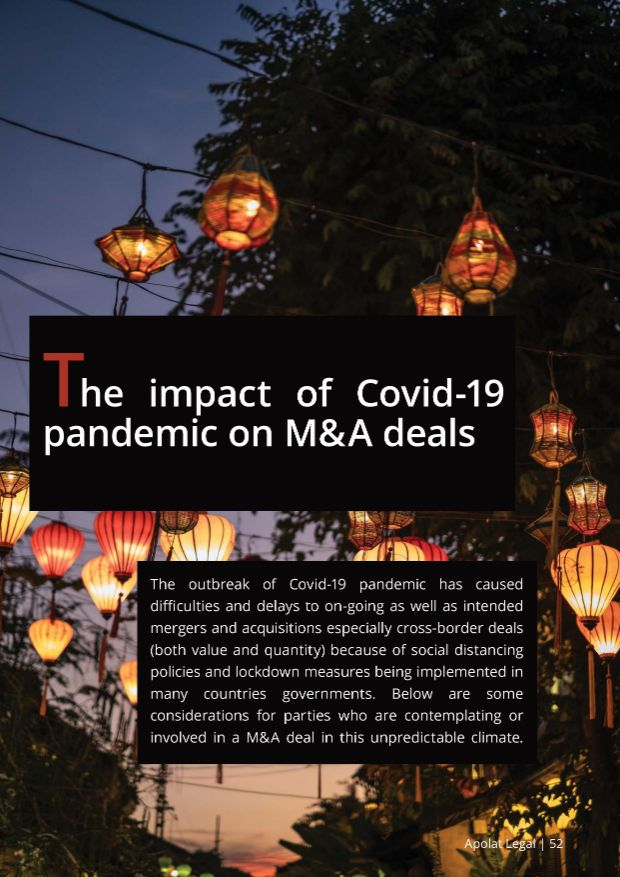 The impact of Covid-19
pandemic on M&A deals
The outbreak of Covid-19 pandemic has caused
difficulties and delays to on-going as well as intended
mergers and acquisitions especially cross-border deals
(both value and quantity) because of social distancing
policies and lockdown measures being implemented in
many countries governments. Below are some
considerations for parties who are contemplating or
involved in a M&A deal in this unpredictable climate.
Apolat Legal | 52